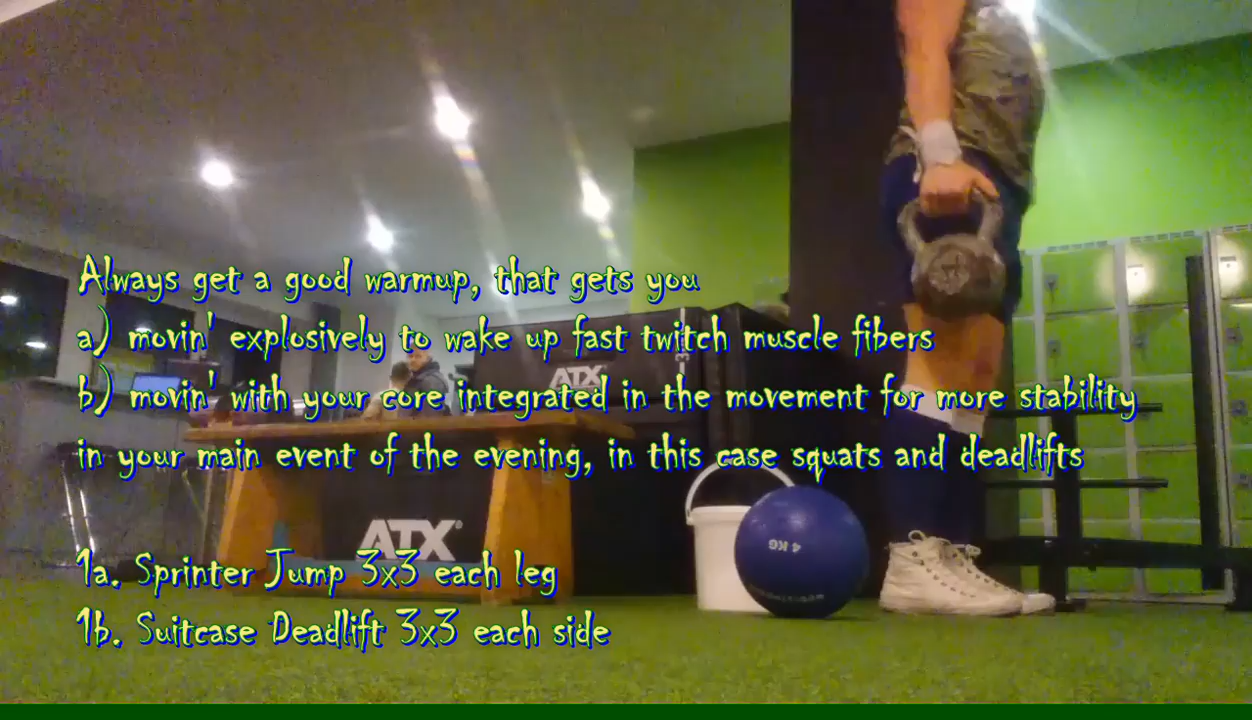 Always get a good warmup, that gets you
a) movin' explosively to wake up fast twitch muscle fibers
b) movin' with your core integrated in the movement for more stability
in your main event of the evening, in this case squats and deadlifts
ATX
ATX®
4 KG
1a. Sprinter Jump 3x3 each leg
1b. Suitcase Deadlift 3x3 each side